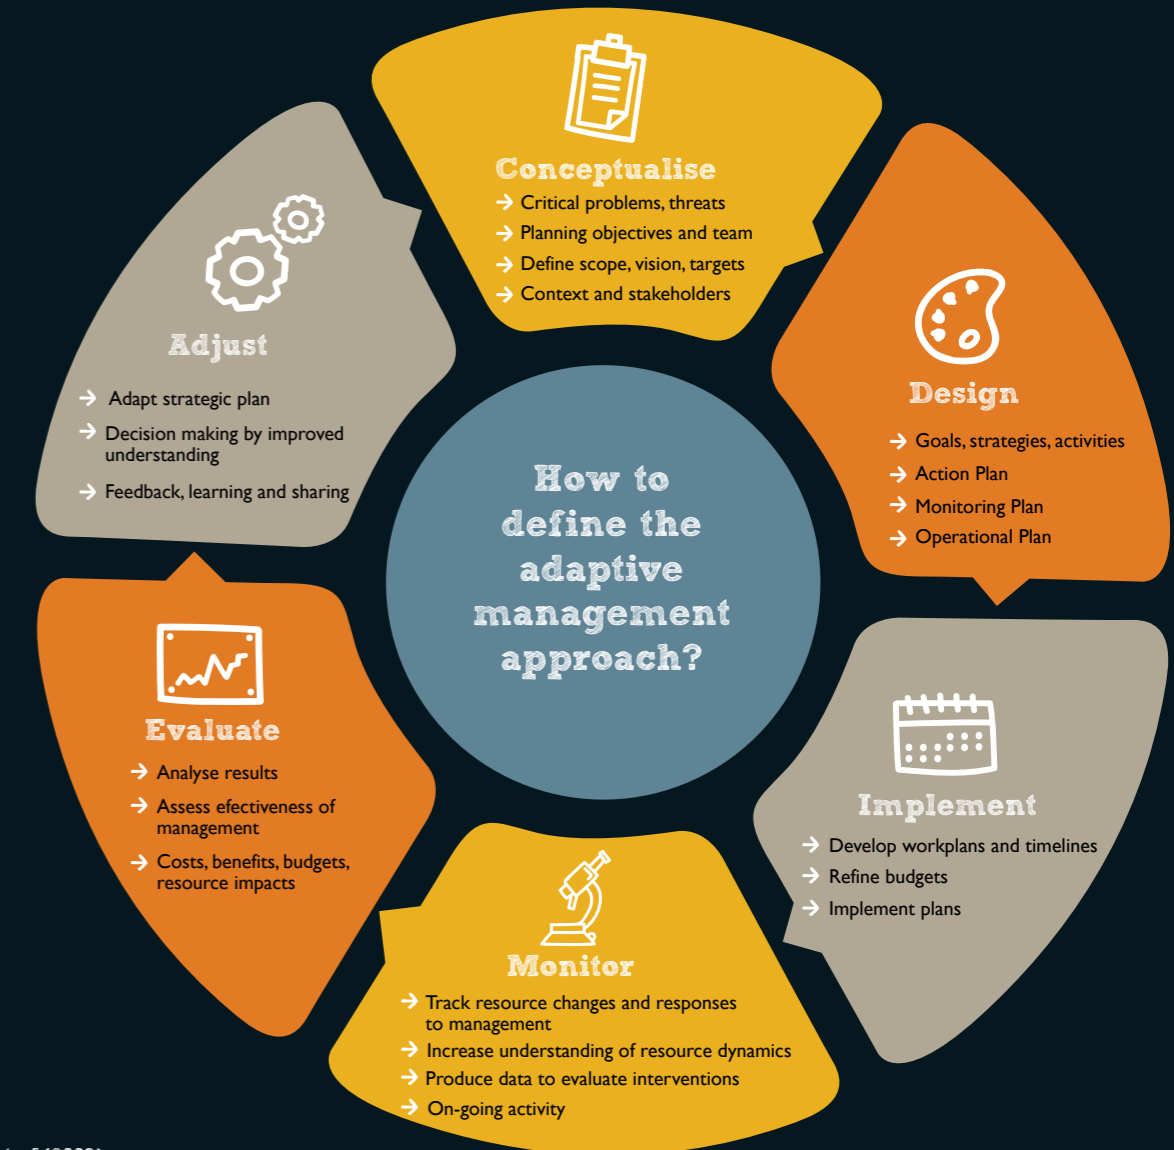 Conceptualise
Critical problems, threats
Planning objectives and team
Define scope, vision, targets
Context and stakeholders
Design
Goals, strategies, activities
Action Plan
Monitoring Plan
Operational Plan
Implement
Develop workplans and timelines
Refine budgets
Implement plans
Monitor
Track resource changes and responses
to management
Increase understanding of resource dynamics
Produce data to evaluate interventions
On-going activity
Evaluate
Analyse results
Assess efectiveness of
management
Costs, benefits, budgets,
resource impacts
Adjust
Adapt strategic plan
Decision making by improved
understanding
Feedback, learning and sharing
How to
define the
adaptive
management
approach?